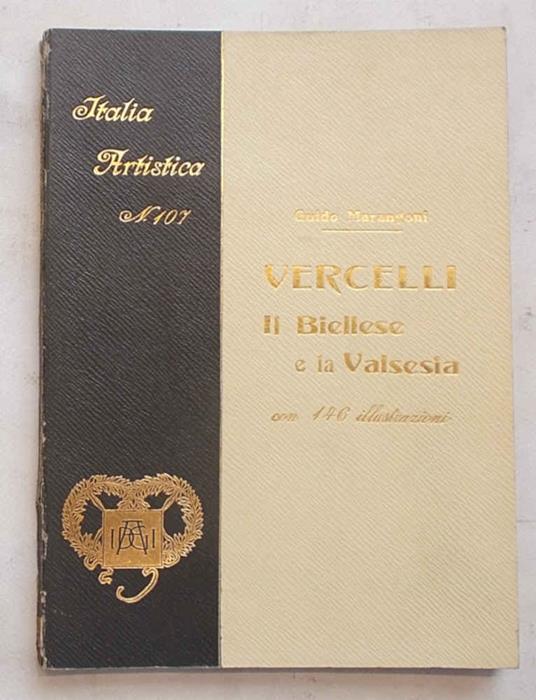 Italia
Artistica
N. 107
Guido Marangoni
VERCELLI
Il Biellese
e la Valsesia
con 146 illustrazioni